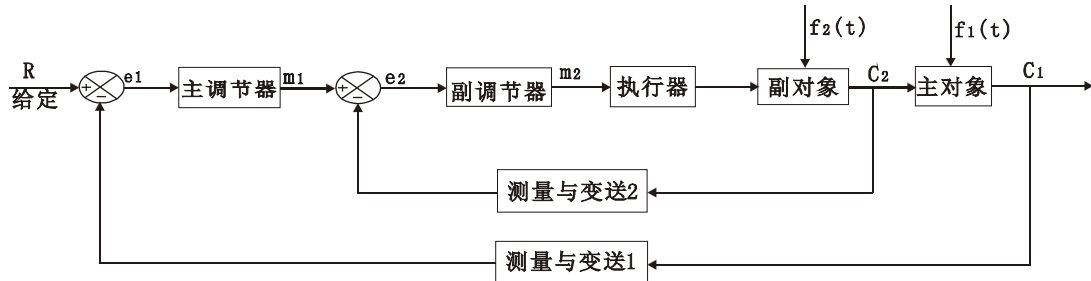 f2(t)
f1(t)
R
给定
+
−
e1
主调节器
m1
+
−
e2
副调节器
m2
执行器
副对象
C2
主对象
C1
测量与变送2
测量与变送1